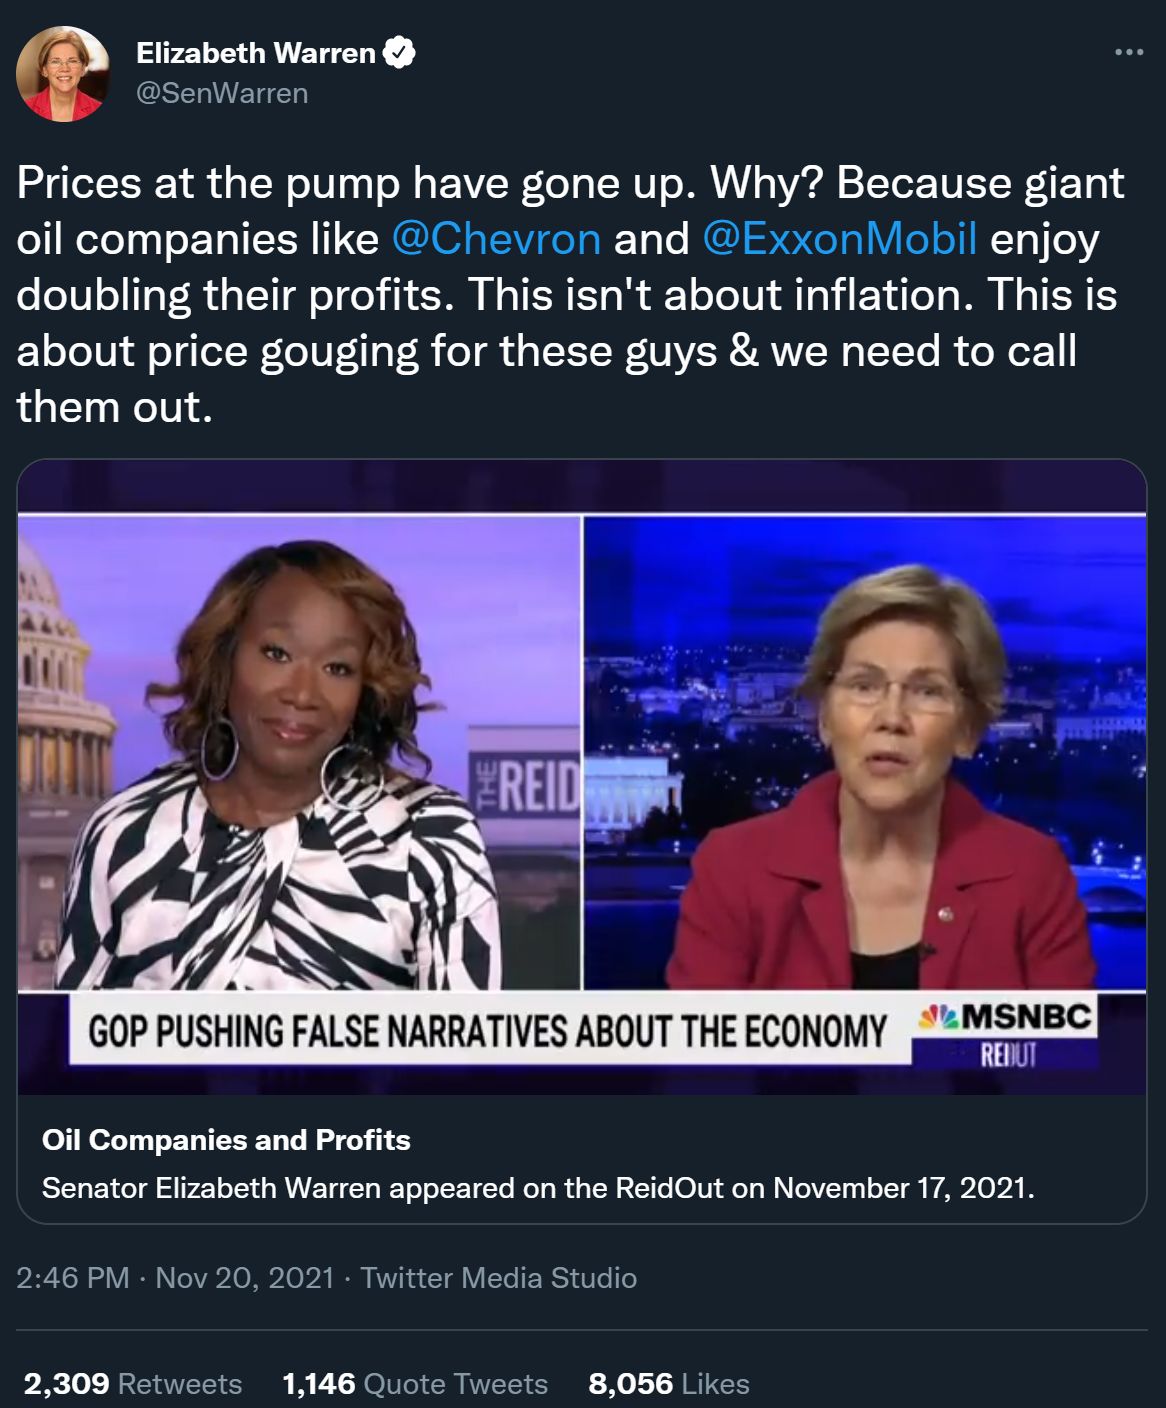 Elizabeth Warren
@SenWarren
Prices at the pump have gone up. Why? Because giant
oil companies like @Chevron and @ExxonMobil enjoy
doubling their profits. This isn't about inflation. This is
about price gouging for these guys & we need to call
them out.
THE REID
GOP PUSHING FALSE NARRATIVES ABOUT THE ECONOMY
MSNBC
Oil Companies and Profits
Senator Elizabeth Warren appeared on the ReidOut on November 17, 2021.
2:46 PM · Nov 20, 2021 · Twitter Media Studio
2,309 Retweets 1,146 Quote Tweets 8,056 Likes